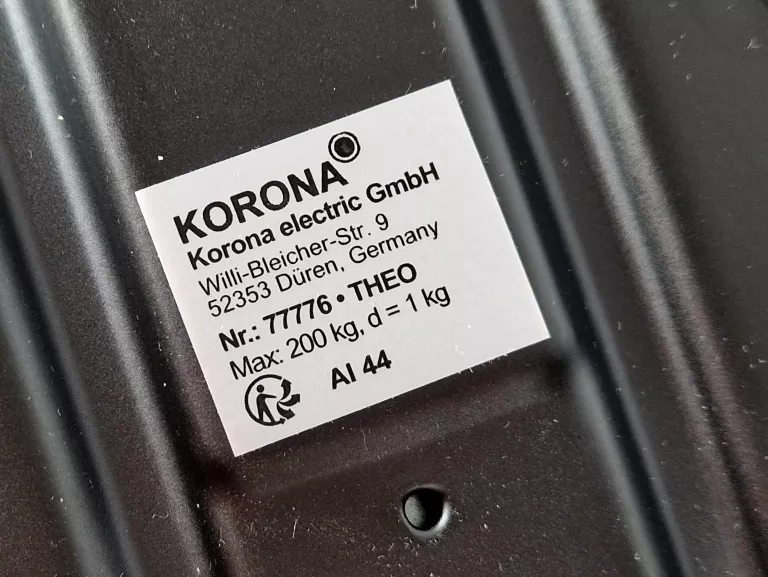 KORONA
Korona electric GmbH
Willi-Bleicher-Str. 9
52353 Düren, Germany
Nr.: 77776 • THEO
Max: 200 kg, d = 1 kg
AI 44